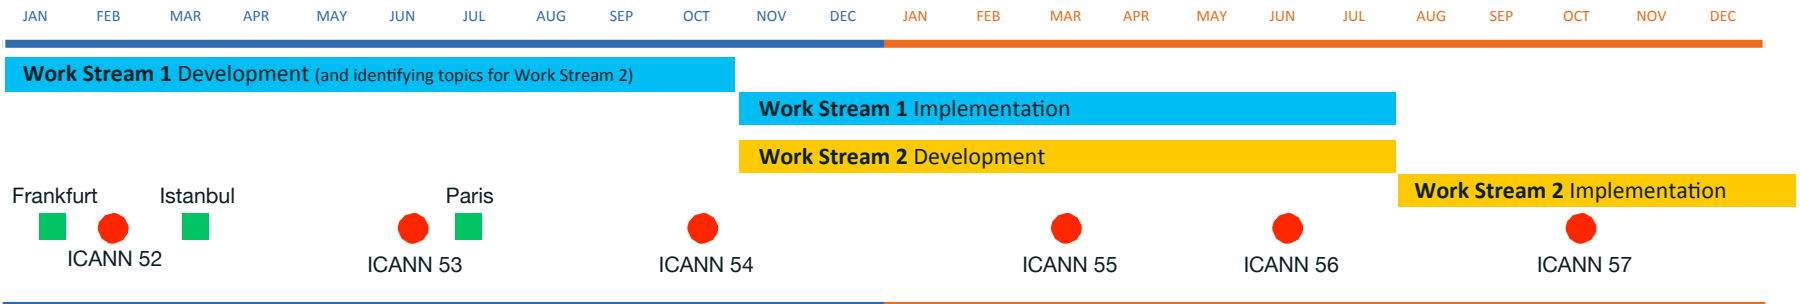 JAN FEB MAR APR MAY JUN JUL AUG SEP OCT NOV DEC JAN FEB MAR APR MAY JUN JUL AUG SEP OCT NOV DEC
Work Stream 1 Development (and identifying topics for Work Stream 2)
Work Stream 1 Implementation
Work Stream 2 Development
Work Stream 2 Implementation
Frankfurt Istanbul Paris
ICANN 52 ICANN 53 ICANN 54 ICANN 55 ICANN 56 ICANN 57